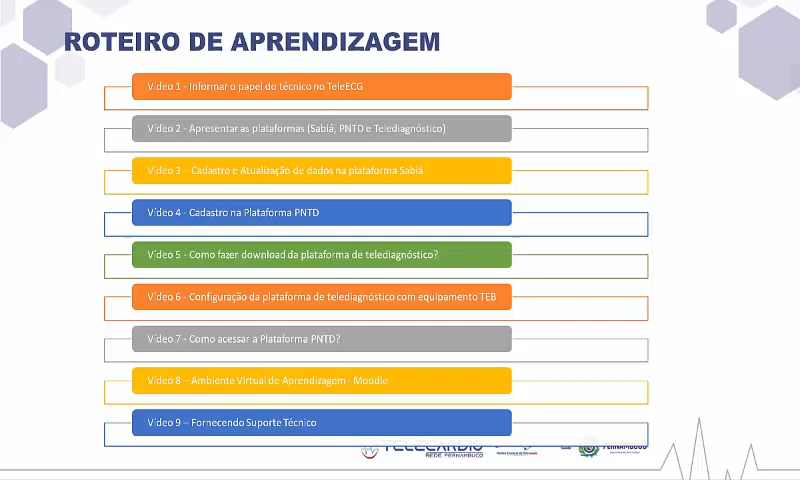 ROTEIRO DE APRENDIZAGEM
Vídeo 1 - Informar o papel do técnico no TeleECG
Vídeo 2 - Apresentar as plataformas (Sabiá, PNTD e Telediagnóstico)
Vídeo 3 – Cadastro e Atualização de dados na plataforma Sabiá
Vídeo 4 - Cadastro na Plataforma PNTD
Vídeo 5 - Como fazer download da plataforma de telediagnóstico?
Vídeo 6 - Configuração da plataforma de telediagnóstico com equipamento TEB
Vídeo 7 - Como acessar a Plataforma PNTD?
Vídeo 8 – Ambiente Virtual de Aprendizagem - Moodle
Vídeo 9 – Fornecendo Suporte Técnico
TELECARDIO
REDE PERNAMBUCO
PERNAMBUCO